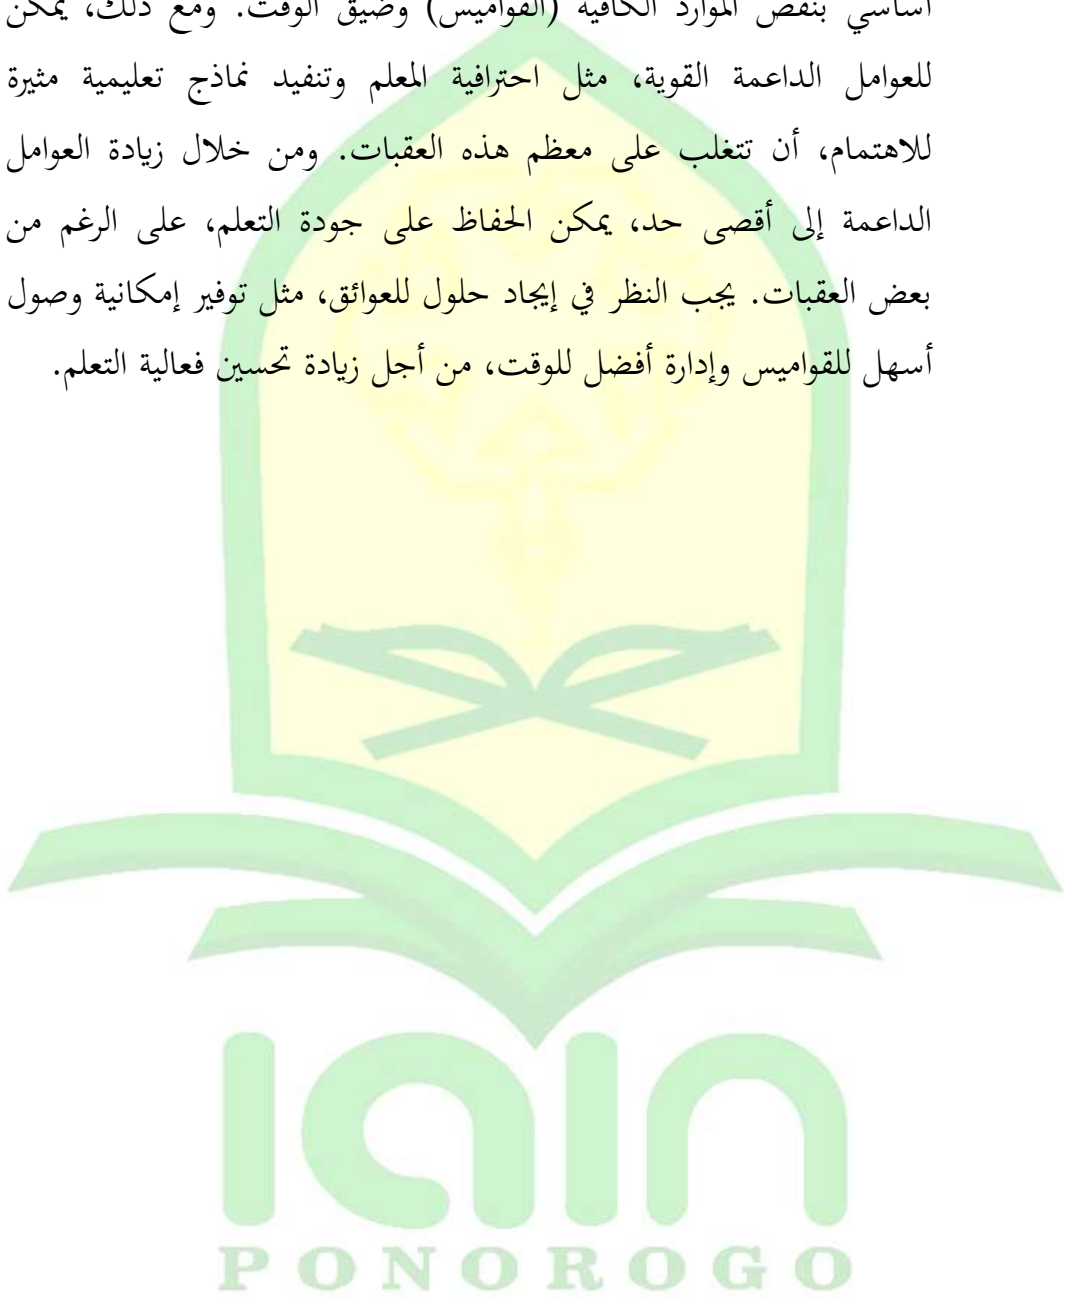 أساسي بنقص الموارد الكافية (القواميس) وضيق الوقت. ومع ذلك، يمكن
للعوامل الداعمة القوية، مثل احترافية المعلم وتنفيد نماذج تعليمية مثيرة
للاهتمام، أن تتغلب على معظم هذه العقبات. ومن خلال زيادة العوامل
الداعمة إلى أقصى حد، يمكن الحفاظ على جودة التعلم، على الرغم من
بعض العقبات. يجب النظر في إيجاد حلول للعوائق، مثل توفير إمكانية وصول
أسهل للقواميس وإدارة أفضل للوقت، من أجل زيادة تحسين فعالية التعلم.
iain
PONOROGO